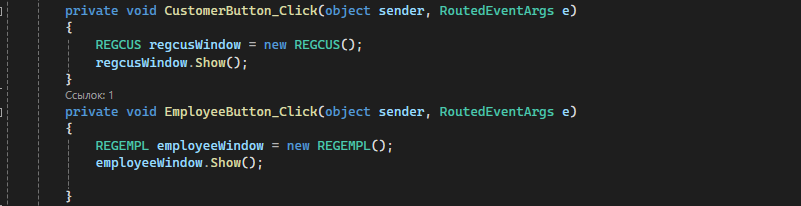 private void CustomerButton_Click(object sender, RoutedEventArgs e)
{
REGCUS regcusWindow = new REGCUS();
regcusWindow.Show();
}
Ссылок: 1
private void EmployeeButton_Click(object sender, RoutedEventArgs e)
{
REGEMPL employeeWindow = new REGEMPL();
employeeWindow.Show();
}